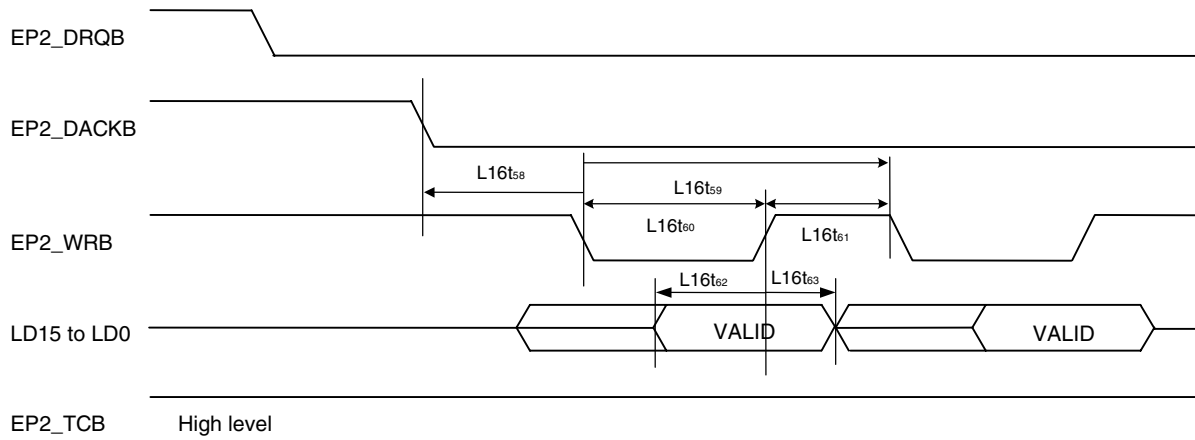 EP2_DRQB
EP2_DACKB
L16t58
L16t59
EP2_WRB
L16t60
L16t61
L16t62
L16t63
LD15 to LD0
VALID
VALID
EP2_TCB
High level